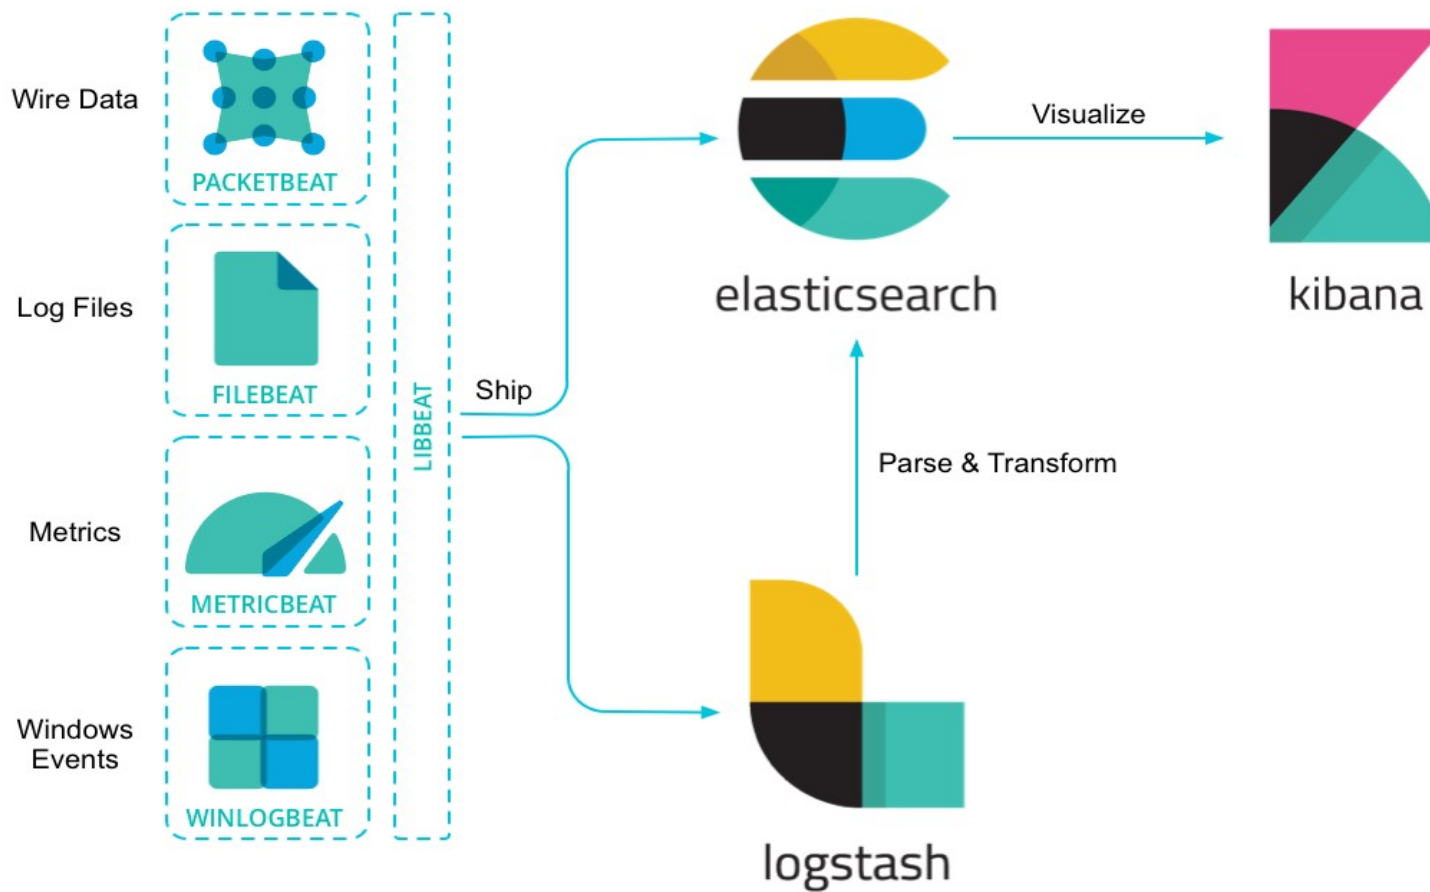 Wire Data
PACKETBEAT
Log Files
FILEBEAT
Metrics
METRICBEAT
Windows
Events
WINLOGBEAT
LIBBEAT
Ship
elasticsearch
Visualize
kibana
Parse & Transform
logstash